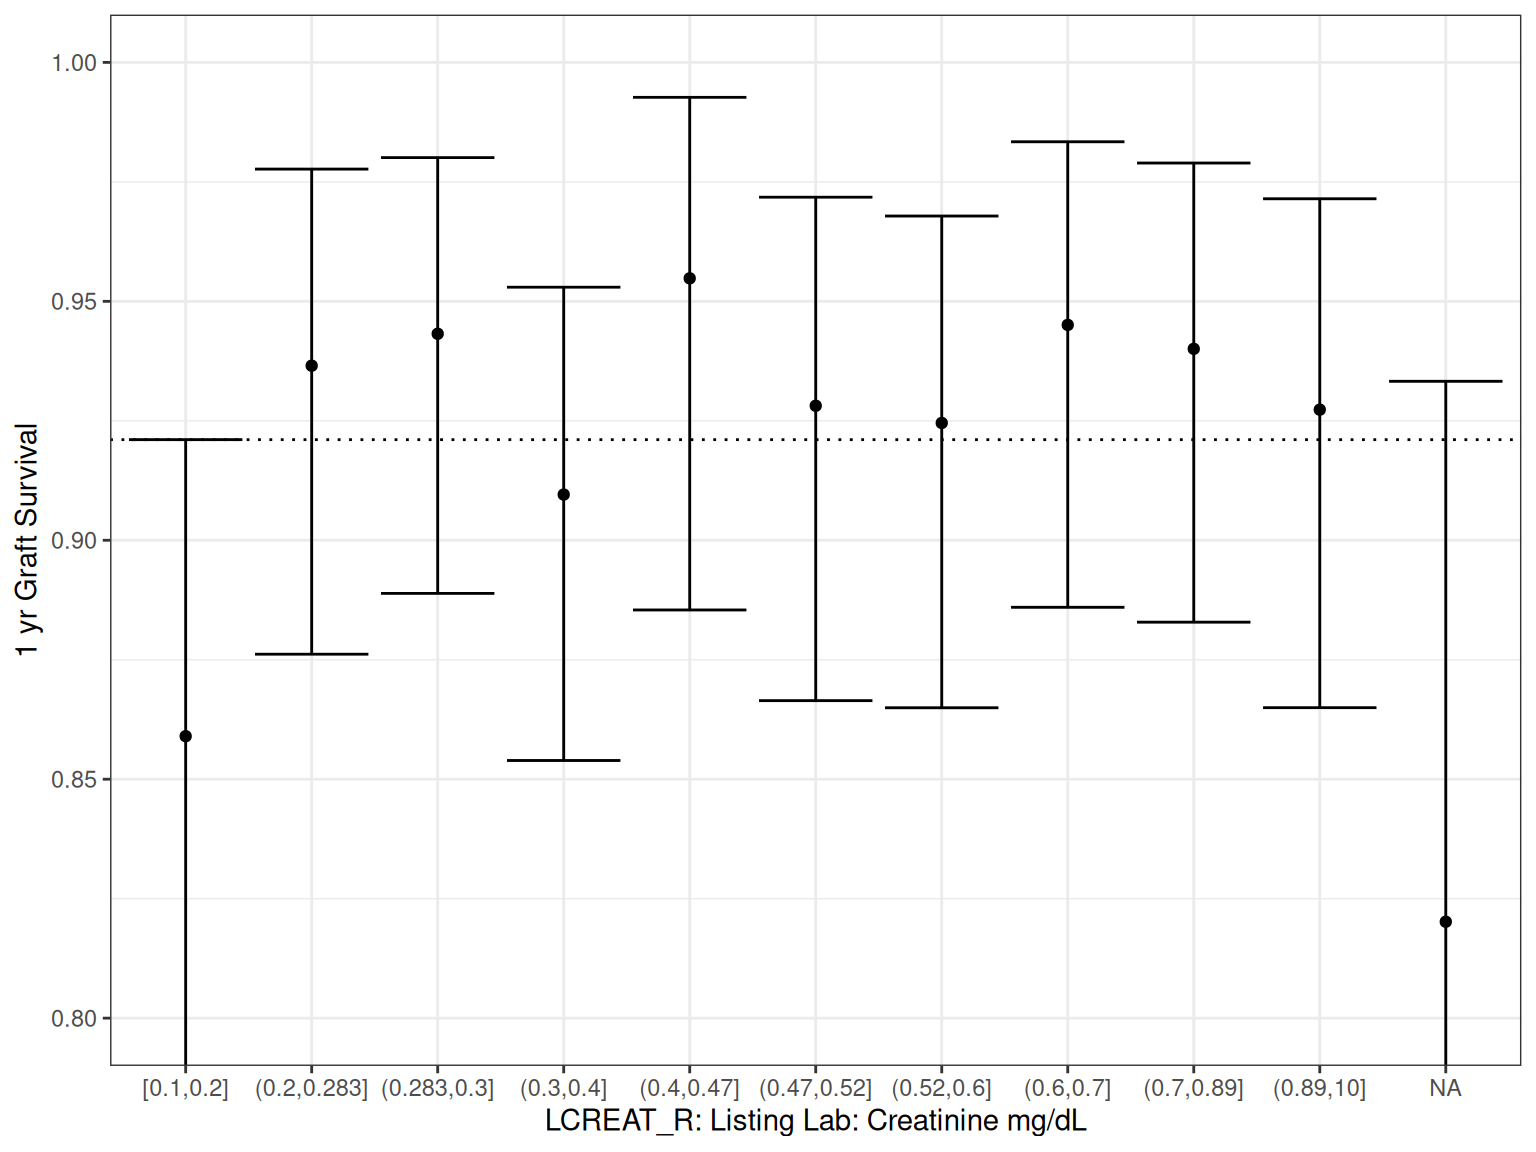 1.00
0.95
0.90
0.85
0.80
1 yr Graft Survival
[0.1,0.2] (0.2,0.283] (0.283,0.3] (0.3,0.4] (0.4,0.47] (0.47,0.52] (0.52,0.6] (0.6,0.7] (0.7,0.89] (0.89,10] NA
LCREAT_R: Listing Lab: Creatinine mg/dL